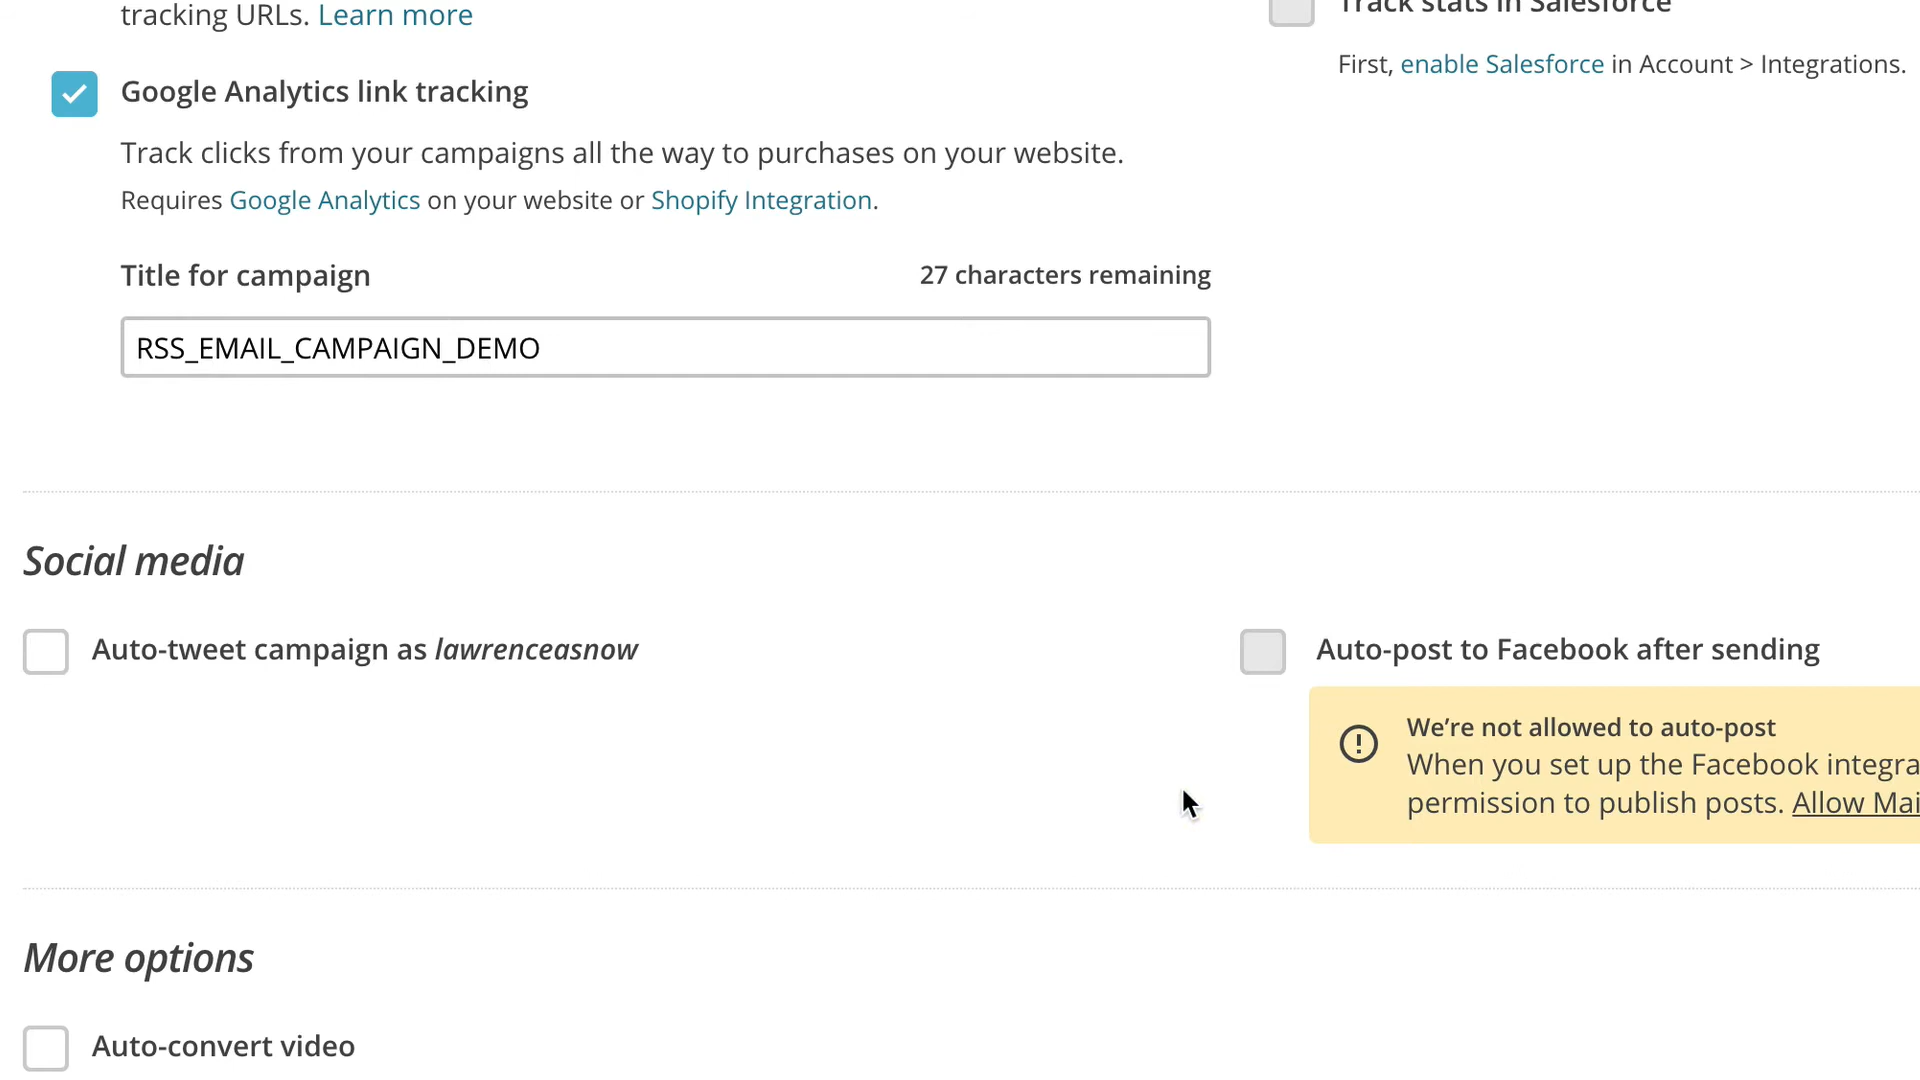 tracking URLs. Learn more
Track stats in Salesforce
First, enable Salesforce in Account > Integrations.
Google Analytics link tracking
Track clicks from your campaigns all the way to purchases on your website.
Requires Google Analytics on your website or Shopify Integration.
Title for campaign
27 characters remaining
RSS_EMAIL_CAMPAIGN_DEMO
Social media
Auto-tweet campaign as lawrenceasnow
Auto-post to Facebook after sending
We’re not allowed to auto-post
When you set up the Facebook integra
permission to publish posts. Allow Mai
More options
Auto-convert video